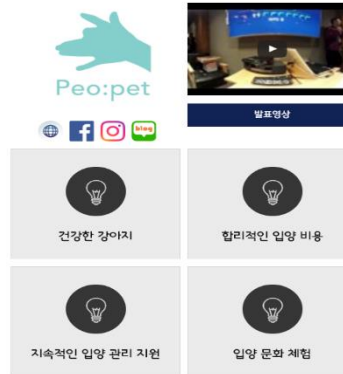 Peo:pet
발표영상
blog
건강한 강아지
합리적인 입양 비용
지속적인 입양 관리 지원
입양 문화 체험